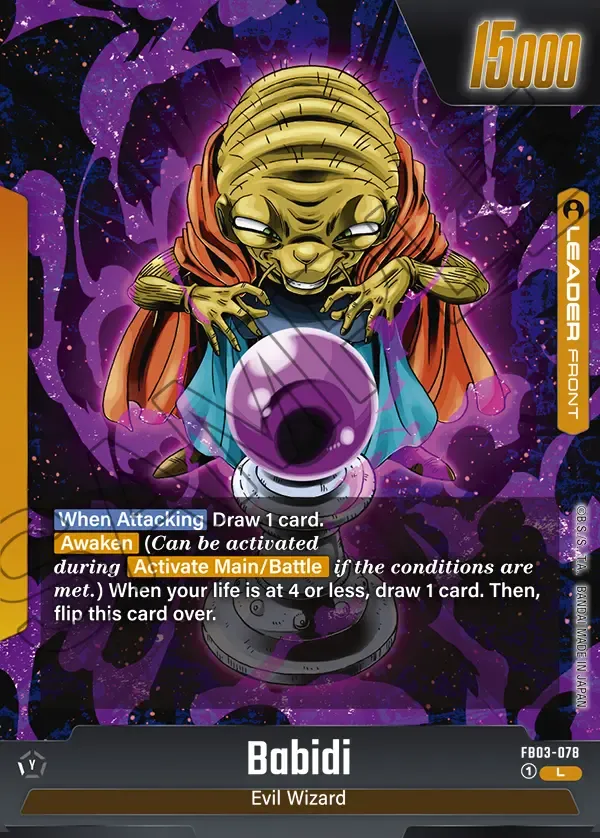 15000
LEADER FRONT
When Attacking Draw 1 card.
Awaken (Can be activated
during Activate Main/Battle if the conditions are
met.) When your life is at 4 or less, draw 1 card. Then,
flip this card over.
©B.S./S., T.A. BANDAI MADE IN JAPAN
Babidi
FB03-078
Y
1 L
Evil Wizard